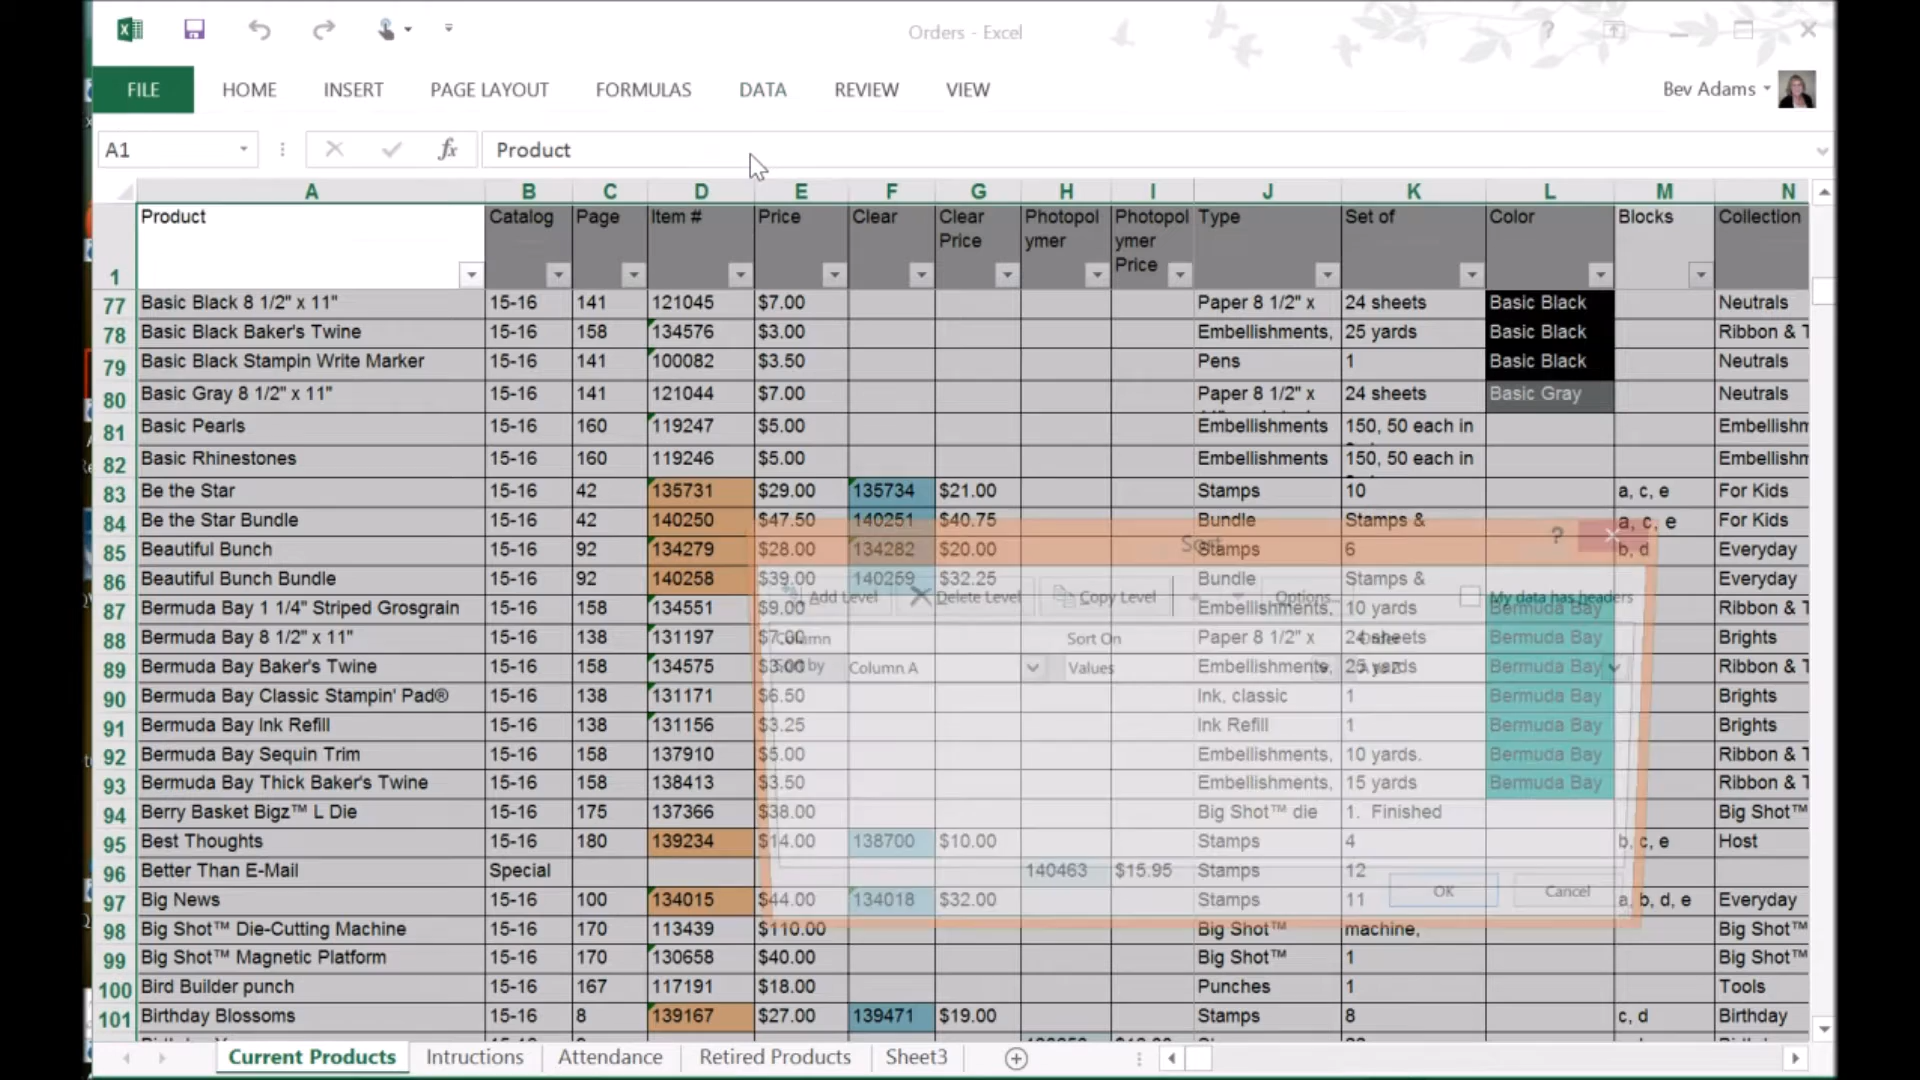 Orders - Excel
FILE HOME INSERT PAGE LAYOUT FORMULAS DATA REVIEW VIEW Bev Adams
A1 fx Product
A B C D E F G H I J K L M N
1 Product Catalog Page Item # Price Clear Clear Price Photopolymer Photopolymer Price Type Set of Color Blocks Collection
77 Basic Black 8 1/2" x 11" 15-16 141 121045 $7.00 Paper 8 1/2" x 24 sheets Basic Black Neutrals
78 Basic Black Baker's Twine 15-16 158 134576 $3.00 Embellishments, 25 yards Basic Black Ribbon & T
79 Basic Black Stampin Write Marker 15-16 141 100082 $3.50 Pens 1 Basic Black Neutrals
80 Basic Gray 8 1/2" x 11" 15-16 141 121044 $7.00 Paper 8 1/2" x 24 sheets Basic Gray Neutrals
81 Basic Pearls 15-16 160 119247 $5.00 Embellishments 150, 50 each in Embellishm
82 Basic Rhinestones 15-16 160 119246 $5.00 Embellishments 150, 50 each in Embellishm
83 Be the Star 15-16 42 135731 $29.00 135734 $21.00 Stamps 10 a, c, e For Kids
84 Be the Star Bundle 15-16 42 140250 $47.50 140251 $40.75 Bundle Stamps & a, c, e For Kids
85 Beautiful Bunch 15-16 92 134279 $28.00 134282 $20.00 Stamps 6 b, d Everyday
86 Beautiful Bunch Bundle 15-16 92 140258 $39.00 140259 $32.25 Bundle Stamps & Everyday
87 Bermuda Bay 1 1/4" Striped Grosgrain 15-16 158 134551 $9.00 Embellishments, 10 yards Bermuda Bay Ribbon & T
88 Bermuda Bay 8 1/2" x 11" 15-16 138 131197 $7.00 Paper 8 1/2" x 24 sheets Bermuda Bay Brights
89 Bermuda Bay Baker's Twine 15-16 158 134575 $3.00 Embellishments, 25 yards Bermuda Bay Ribbon & T
90 Bermuda Bay Classic Stampin' Pad® 15-16 138 131171 $6.50 Ink, classic 1 Bermuda Bay Brights
91 Bermuda Bay Ink Refill 15-16 138 131156 $3.25 Ink Refill 1 Bermuda Bay Brights
92 Bermuda Bay Sequin Trim 15-16 158 137910 $5.00 Embellishments, 10 yards. Bermuda Bay Ribbon & T
93 Bermuda Bay Thick Baker's Twine 15-16 158 138413 $3.50 Embellishments, 15 yards Bermuda Bay Ribbon & T
94 Berry Basket Bigz™ L Die 15-16 175 137366 $38.00 Big Shot™ die 1. Finished Big Shot™
95 Best Thoughts 15-16 180 139234 $14.00 138700 $10.00 Stamps 4 b, c, e Host
96 Better Than E-Mail Special 140463 $15.95 Stamps 12
97 Big News 15-16 100 134015 $44.00 134018 $32.00 Stamps 11 a, b, d, e Everyday
98 Big Shot™ Die-Cutting Machine 15-16 170 113439 $110.00 Big Shot™ machine, Big Shot™
99 Big Shot™ Magnetic Platform 15-16 170 130658 $40.00 Big Shot™ 1 Big Shot™
100 Bird Builder punch 15-16 167 117191 $18.00 Punches 1 Tools
101 Birthday Blossoms 15-16 8 139167 $27.00 139471 $19.00 Stamps 8 c, d Birthday
Sort
Add Level Delete Level Copy Level Options... My data has headers
Column Sort On Order
Sort by Column A Values A to Z
OK Cancel
Current Products Intructions Attendance Retired Products Sheet3